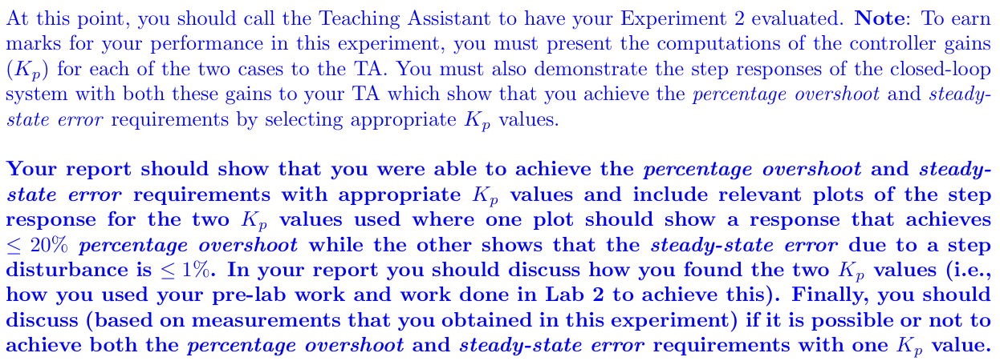 At this point, you should call the Teaching Assistant to have your Experiment 2 evaluated. Note: To earn
marks for your performance in this experiment, you must present the computations of the controller gains
(Kₚ) for each of the two cases to the TA. You must also demonstrate the step responses of the closed-loop
system with both these gains to your TA which show that you achieve the percentage overshoot and steady-
state error requirements by selecting appropriate Kₚ values.
Your report should show that you were able to achieve the percentage overshoot and steady-
state error requirements with appropriate Kₚ values and include relevant plots of the step
response for the two Kₚ values used where one plot should show a response that achieves
≤ 20% percentage overshoot while the other shows that the steady-state error due to a step
disturbance is ≤ 1%. In your report you should discuss how you found the two Kₚ values (i.e.,
how you used your pre-lab work and work done in Lab 2 to achieve this). Finally, you should
discuss (based on measurements that you obtained in this experiment) if it is possible or not to
achieve both the percentage overshoot and steady-state error requirements with one Kₚ value.